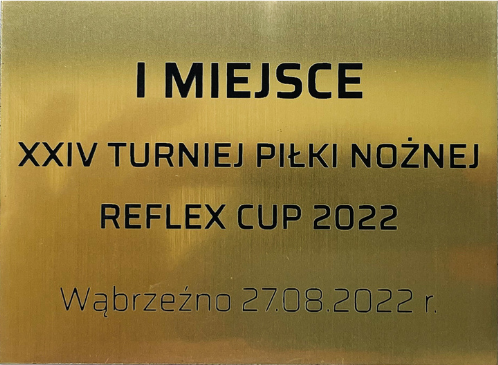 I MIEJSCE
XXIV TURNIEJ PIŁKI NOŻNEJ
REFLEX CUP 2022
Wąbrzeźno 27.08.2022 r.